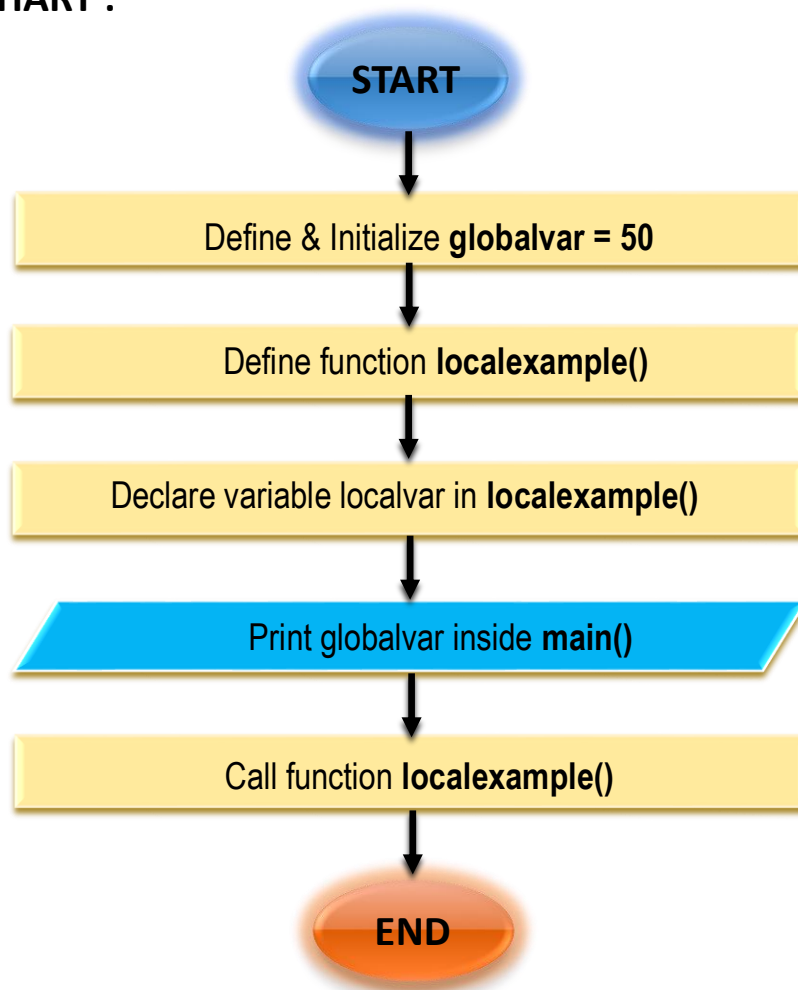 START
Define & Initialize globalvar = 50
Define function localexample()
Declare variable localvar in localexample()
Print globalvar inside main()
Call function localexample()
END